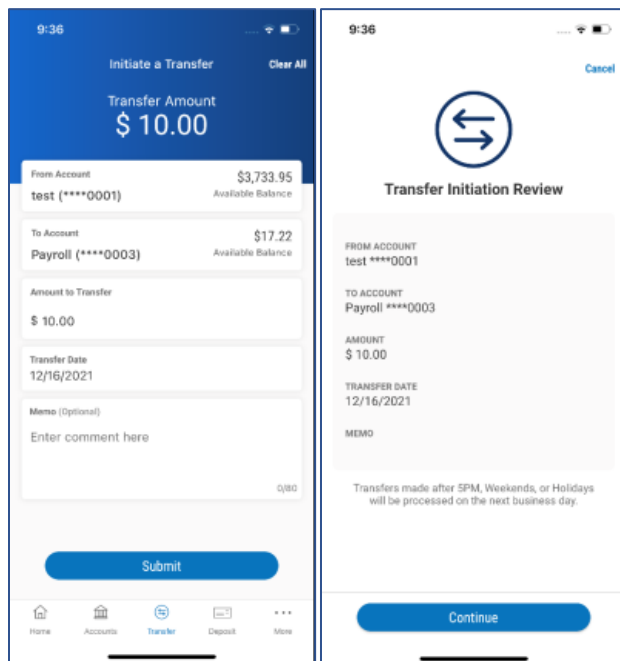 9:36
Initiate a Transfer
Clear All
Transfer Amount
$ 10.00
From Account
$3,733.95
test (****0001)
Available Balance
To Account
$17.22
Payroll (****0003)
Available Balance
Amount to Transfer
$ 10.00
Transfer Date
12/16/2021
Memo (Optional)
Enter comment here
0/80
Submit
Home
Accounts
Transfer
Deposit
More
9:36
Cancel
Transfer Initiation Review
FROM ACCOUNT
test ****0001
TO ACCOUNT
Payroll ****0003
AMOUNT
$ 10.00
TRANSFER DATE
12/16/2021
MEMO
Transfers made after 5PM, Weekends, or Holidays
will be processed on the next business day.
Continue